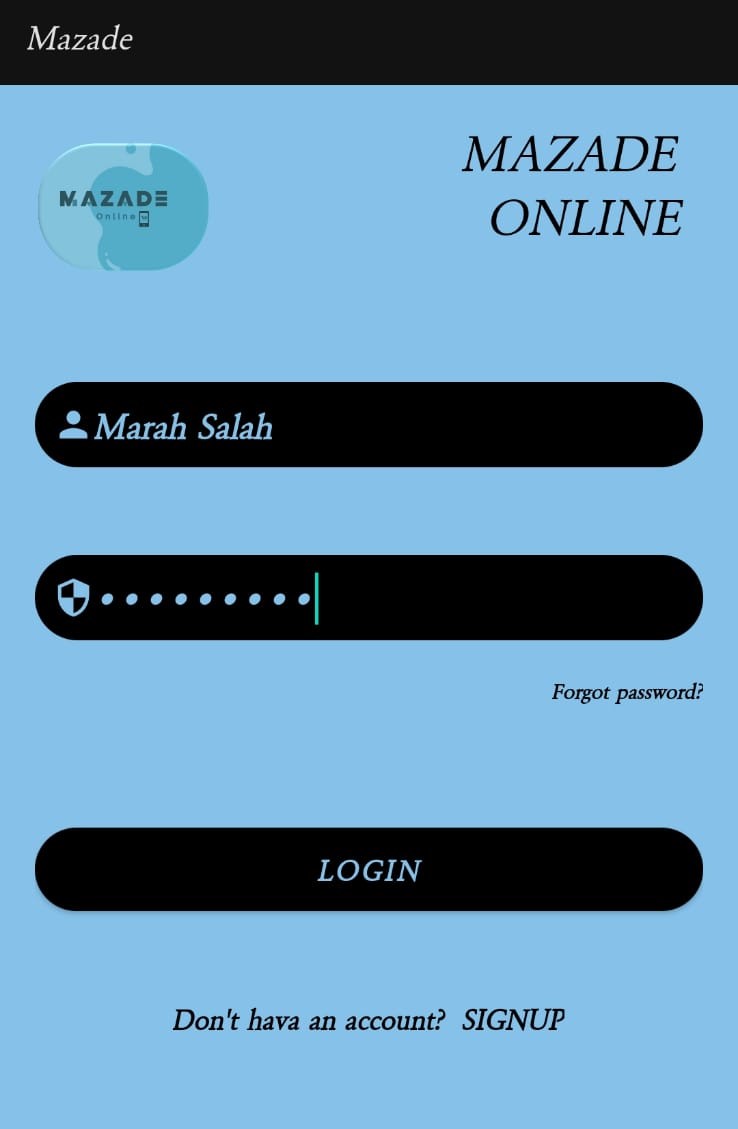 Mazade
MAZADE
Online
MAZADE
ONLINE
Marah Salah
Forgot password?
LOGIN
Don't hava an account? SIGNUP